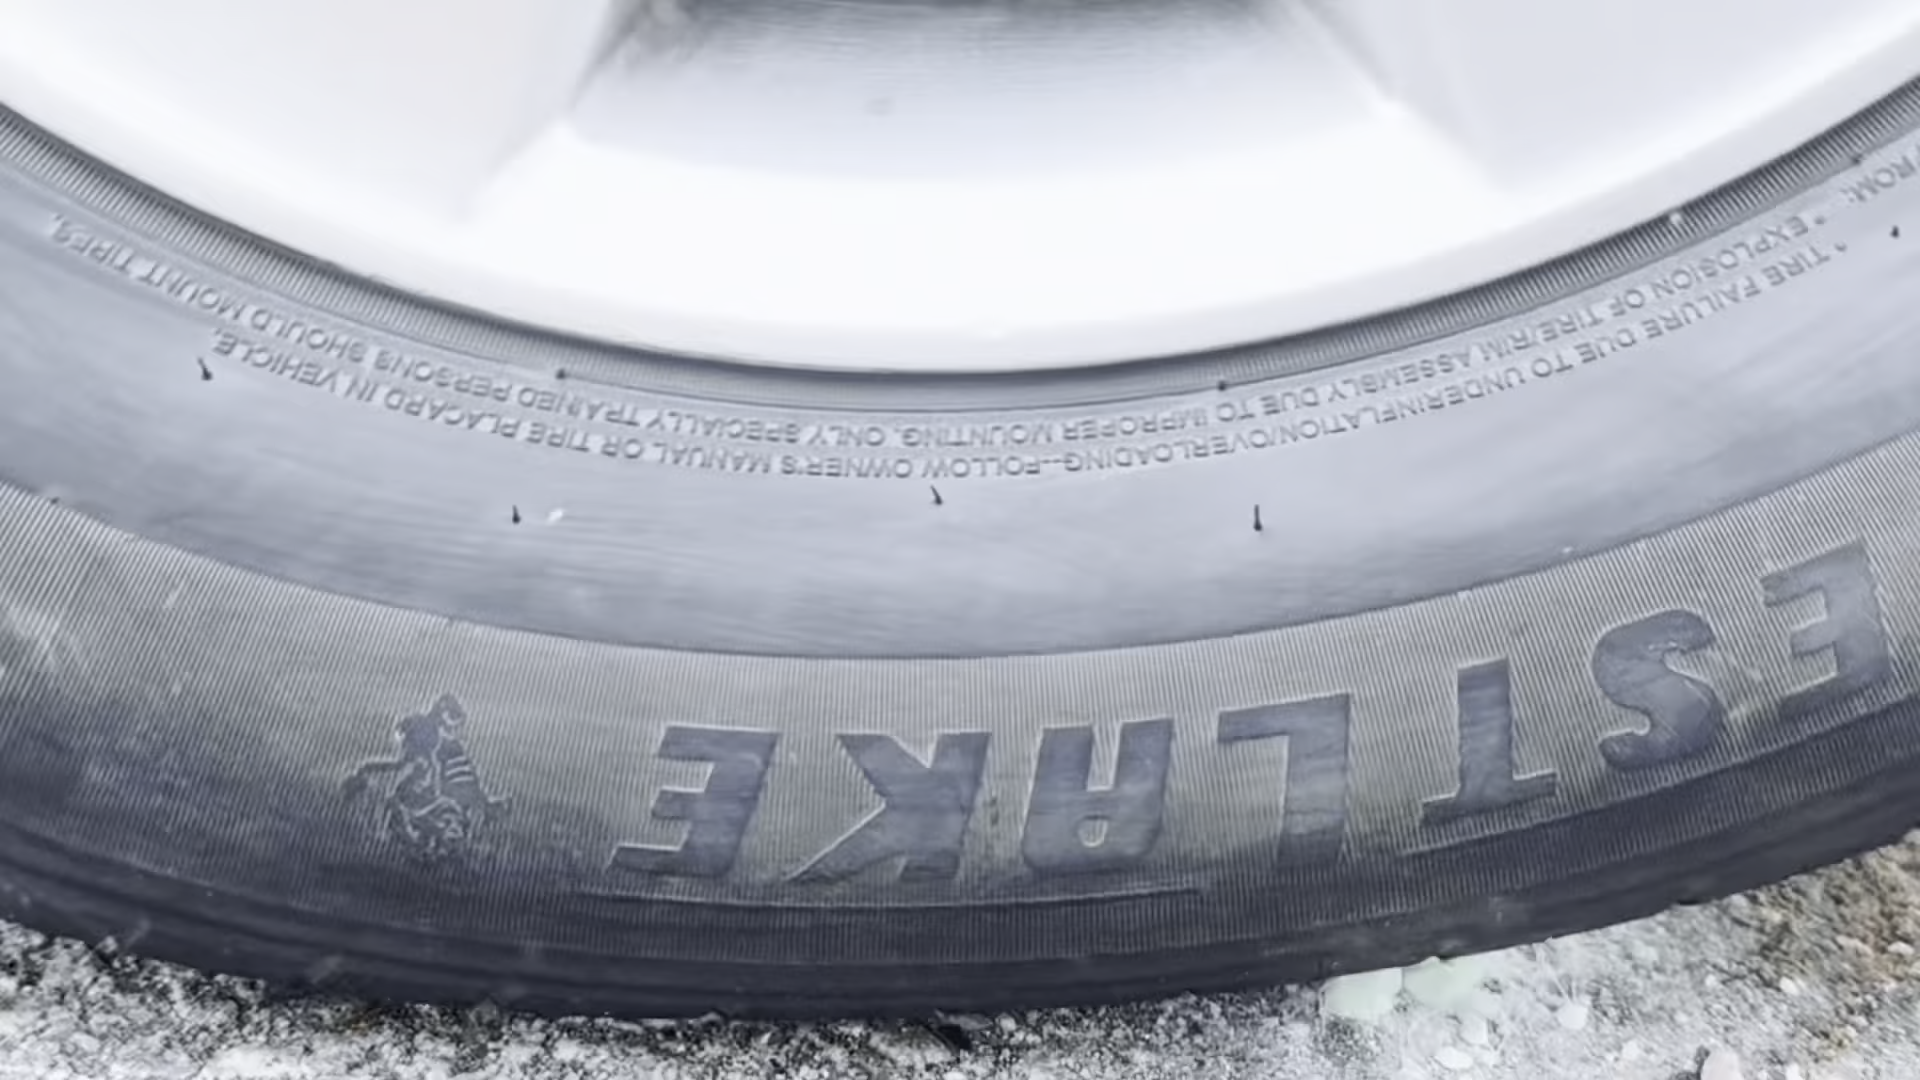 FROM:
" EXPLOSION OF TIRE/RIM ASSEMBLY DUE TO IMPROPER MOUNTING, ONLY SPECIALLY TRAINED PERSONS SHOULD MOUNT TIRES.
" TIRE FAILURE DUE TO UNDERINFLATION/OVERLOADING--FOLLOW OWNER'S MANUAL OR TIRE PLACARD IN VEHICLE.
ESTLAKE